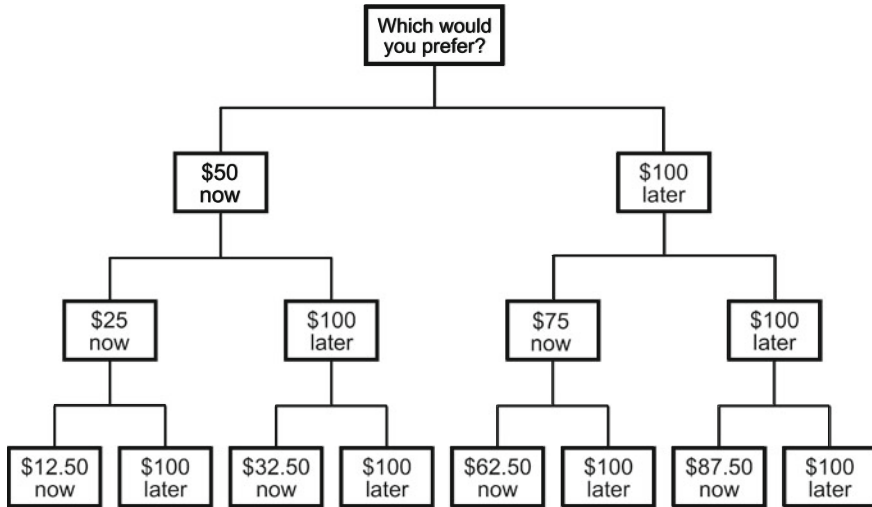 Which would
you prefer?
$50
now
$100
later
$25
now
$100
later
$75
now
$100
later
$12.50
now
$100
later
$32.50
now
$100
later
$62.50
now
$100
later
$87.50
now
$100
later